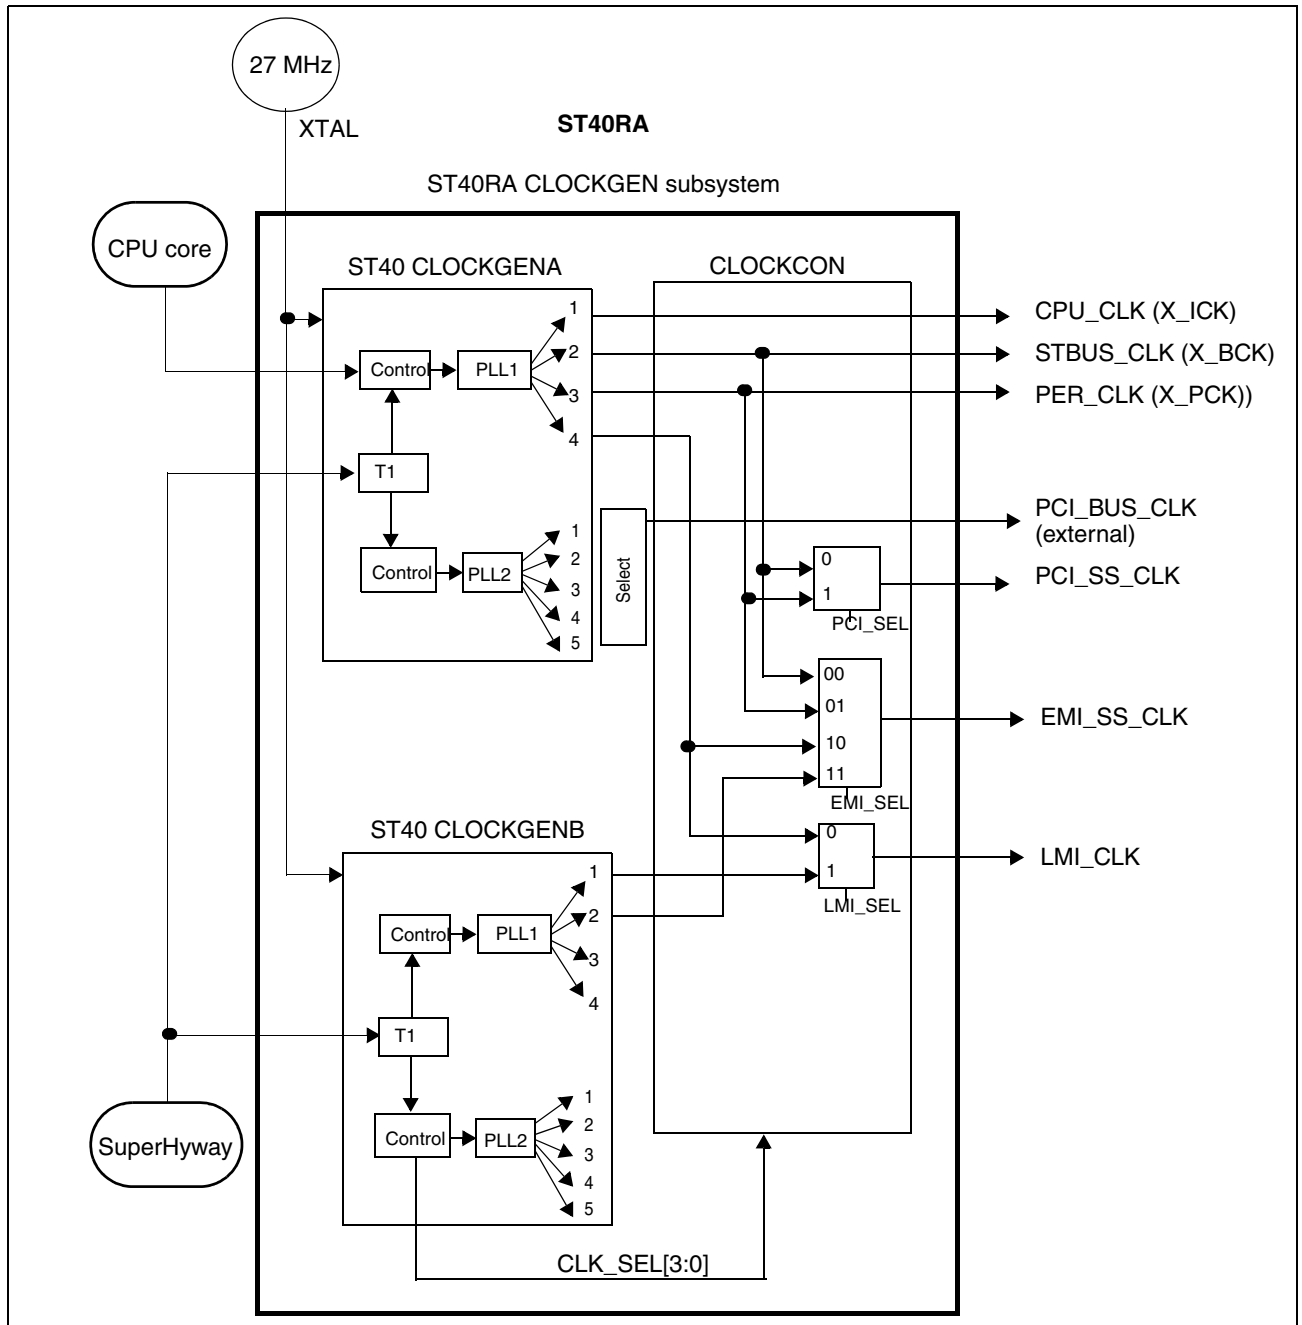 27 MHz
XTAL
ST40RA
ST40RA CLOCKGEN subsystem
CPU core
ST40 CLOCKGENA
CLOCKCON
1
CPU_CLK (X_ICK)
2
STBUS_CLK (X_BCK)
Control
PLL1
3
PER_CLK (X_PCK))
4
T1
PCI_BUS_CLK
(external)
1
2
Control
PLL2
3
Select
0
1
PCI_SS_CLK
4
PCI_SEL
5
00
01
EMI_SS_CLK
10
11
EMI_SEL
ST40 CLOCKGENB
0
LMI_CLK
1
1
LMI_SEL
2
Control
PLL1
3
4
T1
1
2
Control
PLL2
3
SuperHyway
4
5
CLK_SEL[3:0]